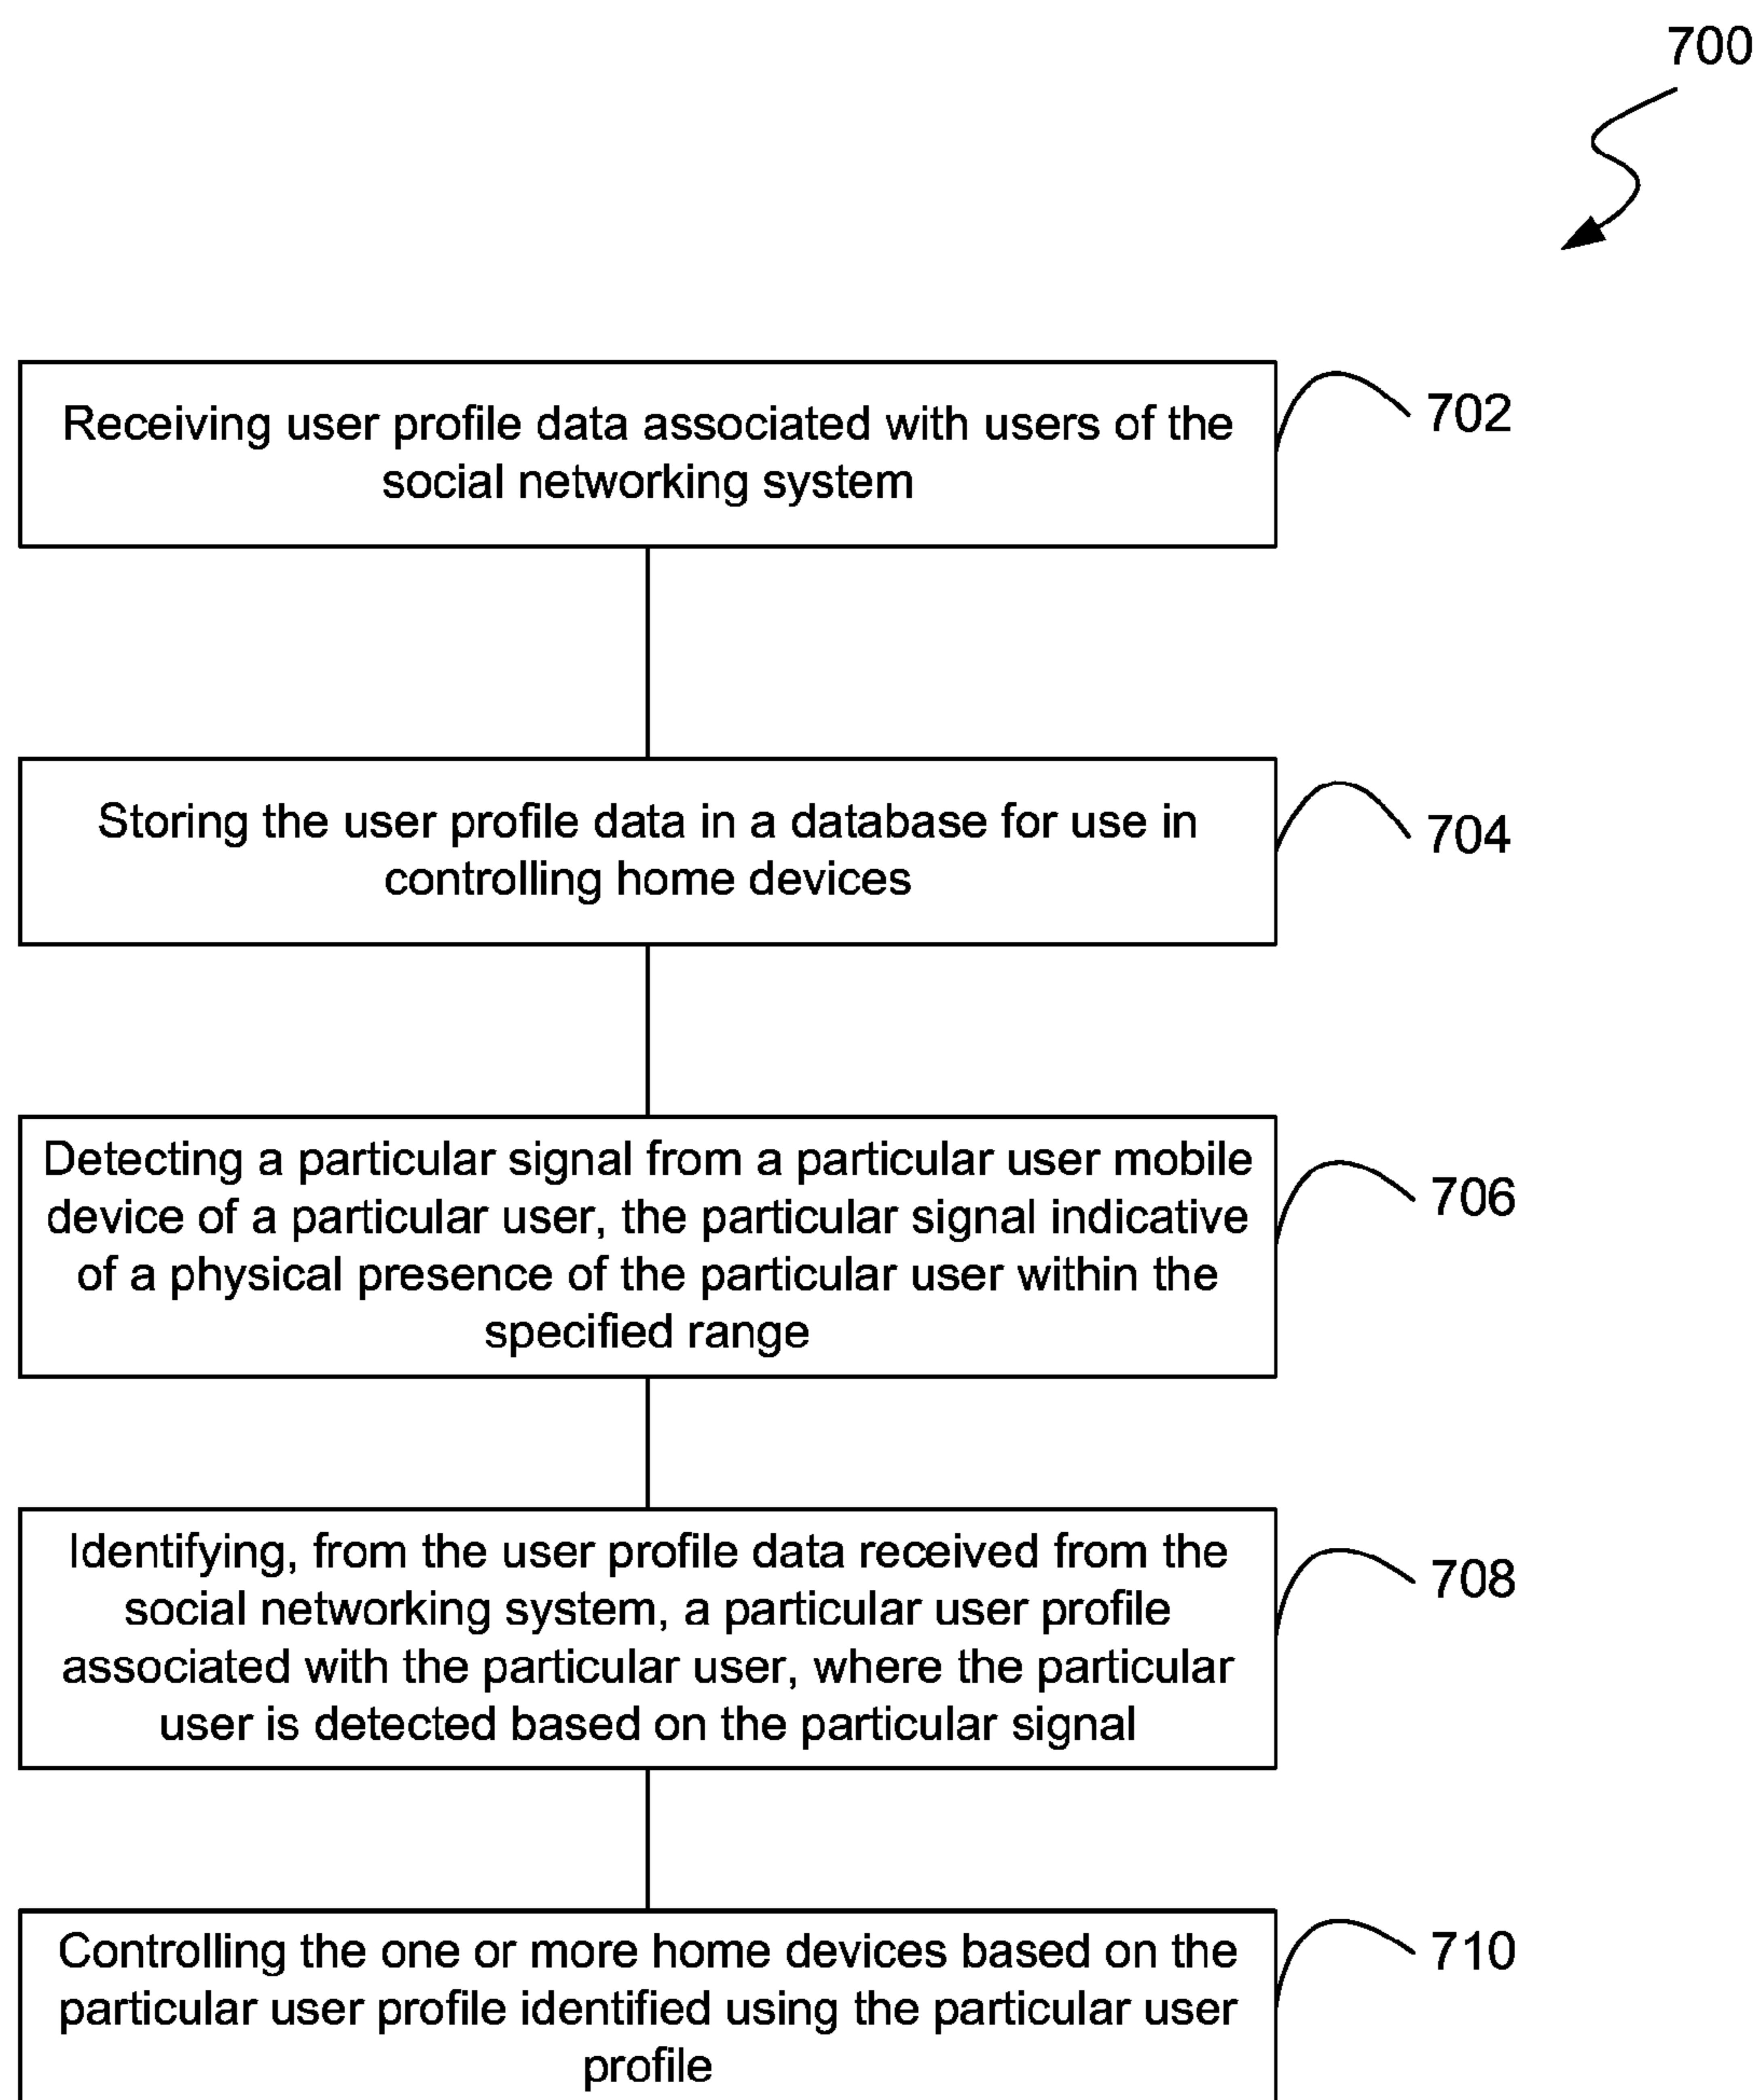 700
Receiving user profile data associated with users of the
social networking system
702
Storing the user profile data in a database for use in
controlling home devices
704
Detecting a particular signal from a particular user mobile
device of a particular user, the particular signal indicative
of a physical presence of the particular user within the
specified range
706
Identifying, from the user profile data received from the
social networking system, a particular user profile
associated with the particular user, where the particular
user is detected based on the particular signal
708
Controlling the one or more home devices based on the
particular user profile identified using the particular user
profile
710